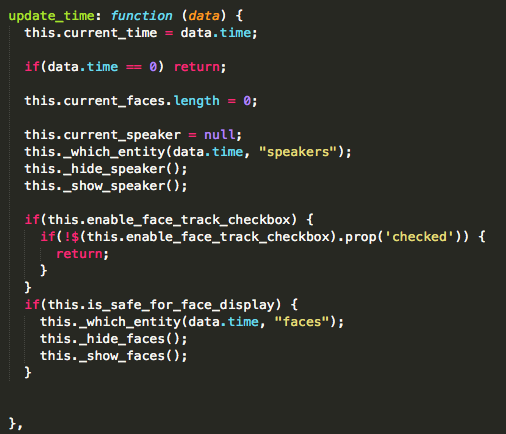 update_time: function (data) {
this.current_time = data.time;
if(data.time == 0) return;
this.current_faces.length = 0;
this.current_speaker = null;
this._which_entity(data.time, "speakers");
this._hide_speaker();
this._show_speaker();
if(this.enable_face_track_checkbox) {
if(!$(this.enable_face_track_checkbox).prop('checked')) {
return;
}
}
if(this.is_safe_for_face_display) {
this._which_entity(data.time, "faces");
this._hide_faces();
this._show_faces();
}
},